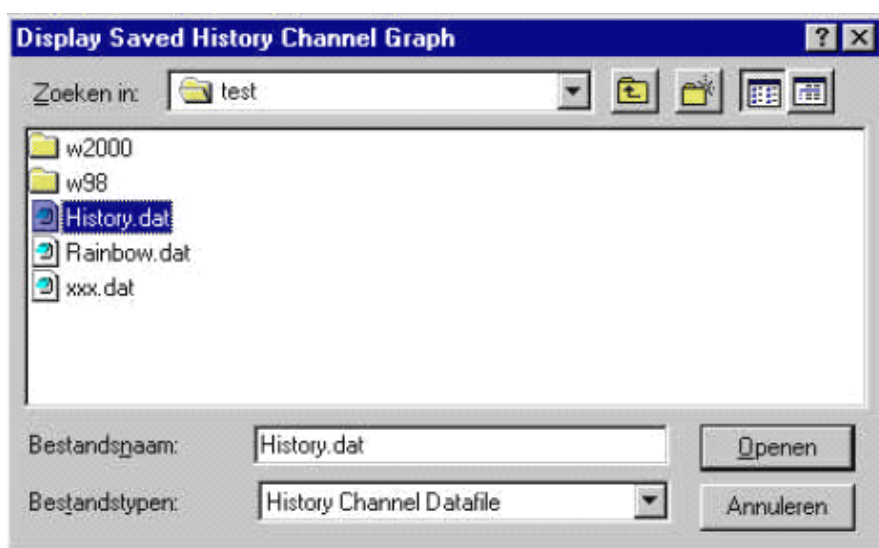 Display Saved History Channel Graph
Zoeken in: test
w2000
w98
History.dat
Rainbow.dat
xxx.dat
Bestandsnaam: History.dat Openen
Bestandstypen: History Channel Datafile Annuleren